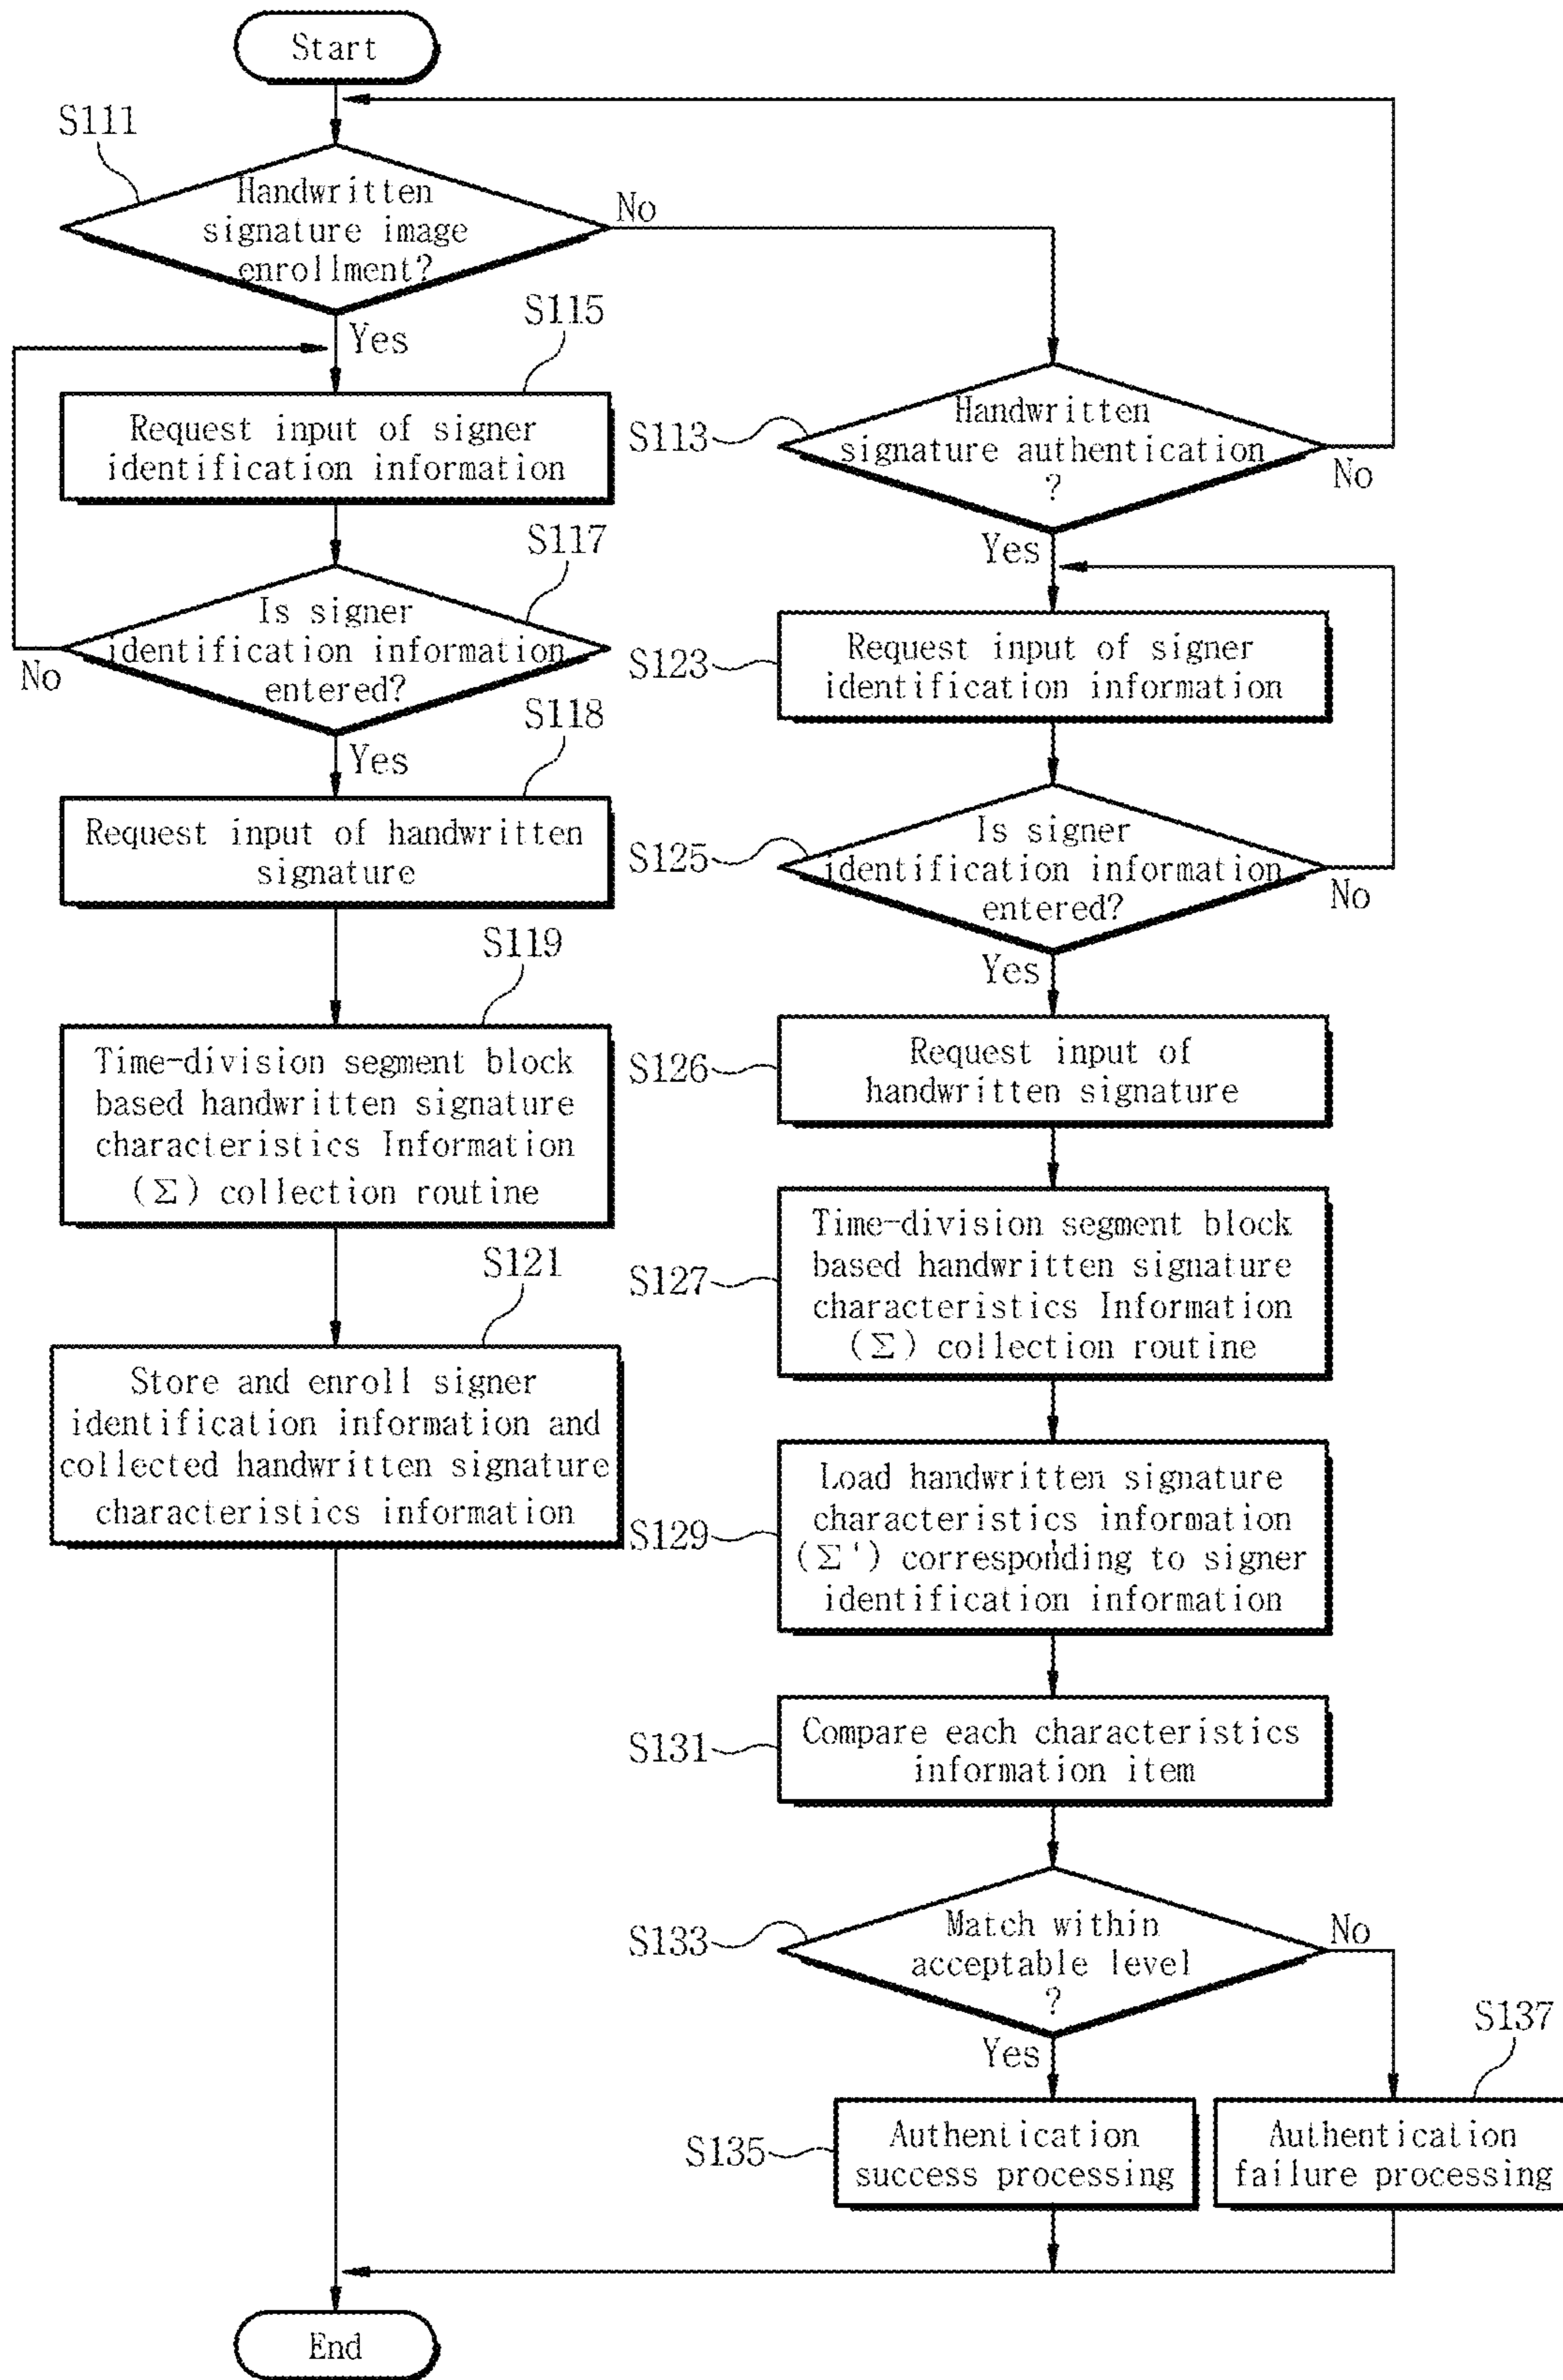 Start
S111
Handwritten
signature image
enrollment?
No
Yes
S115
Request input of signer
identification information
S117
Is signer
identification information
entered?
No
Yes
S118
Request input of handwritten
signature
S119
Time-division segment block
based handwritten signature
characteristics Information
(Σ) collection routine
S121
Store and enroll signer
identification information and
collected handwritten signature
characteristics information
S113
Handwritten
signature authentication
?
No
Yes
S123
Request input of signer
identification information
S125
Is signer
identification information
entered?
No
Yes
S126
Request input of
handwritten signature
S127
Time-division segment block
based handwritten signature
characteristics Information
(Σ) collection routine
S129
Load handwritten signature
characteristics information
(Σ') corresponding to signer
identification information
S131
Compare each characteristics
information item
S133
Match within
acceptable level
?
No
Yes
S135
Authentication
success processing
S137
Authentication
failure processing
End